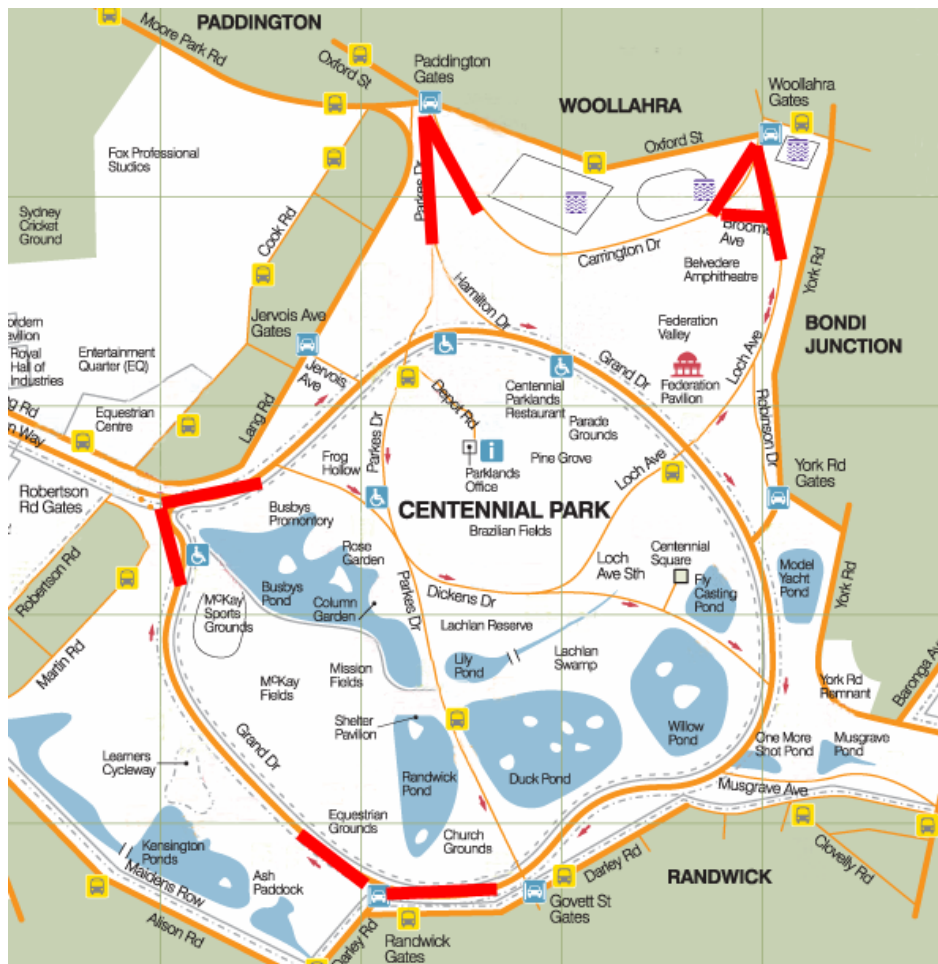 PADDINGTON
Moore Park Rd
Oxford St
Paddington
Gates
WOOLLAHRA
Woollahra
Gates
Oxford St
Fox Professional
Studios
Parkes Dr
Sydney
Cricket
Ground
Cook Rd
Carrington Dr
Ave
Belvedere
Amphitheatre
York Rd
Hamilton Dr
Jervois Ave
Gates
Federation
Valley
BONDI
JUNCTION
Royal
Hall of
Industries
Entertainment
Quarter (EQ)
Jervois
Ave
Grand Dr
Loch Ave
Federation
Pavilion
Equestrian
Centre
Lang Rd
Depot Rd
Centennial
Parklands
Restaurant
Parade
Grounds
Robinson Dr
Way
Parkes Dr
Frog
Hollow
Parklands
Office
Pine Grove
Loch Ave
York Rd
Gates
Robertson
Rd Gates
Busbys
Promontory
CENTENNIAL PARK
Brazilian Fields
Robertson Rd
Rose
Garden
Loch
Ave Sth
Centennial
Square
Model
Yacht
Pond
York Rd
Busbys
Pond
Column
Garden
Dickens Dr
Fly
Casting
Pond
McKay
Sports
Grounds
Parkes Dr
Lachlan Reserve
Martin Rd
McKay
Fields
Mission
Fields
Lily
Pond
Lachlan
Swamp
York Rd
Remnant
Baronga Av
Shelter
Pavilion
Willow
Pond
One More
Shot Pond
Musgrave
Pond
Grand Dr
Learners
Cycleway
Randwick
Pond
Duck Pond
Musgrave Ave
Equestrian
Grounds
Church
Grounds
Kensington
Ponds
Ash
Paddock
Maidens Row
Alison Rd
Darley Rd
Randwick
Gates
Govett St
Gates
Darley Rd
RANDWICK
Clovelly Rd